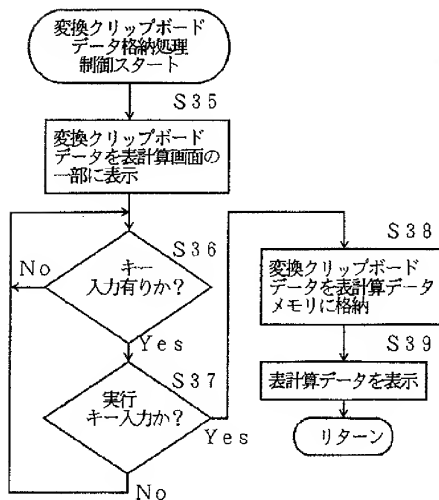 変換クリップボード
データ格納処理
制御スタート
S35
変換クリップボード
データを表計算画面の
一部に表示
S36
キー
入力有りか?
No
Yes
S37
実行
キー入力か?
Yes
No
S38
変換クリップボード
データを表計算データ
メモリに格納
S39
表計算データを表示
リターン